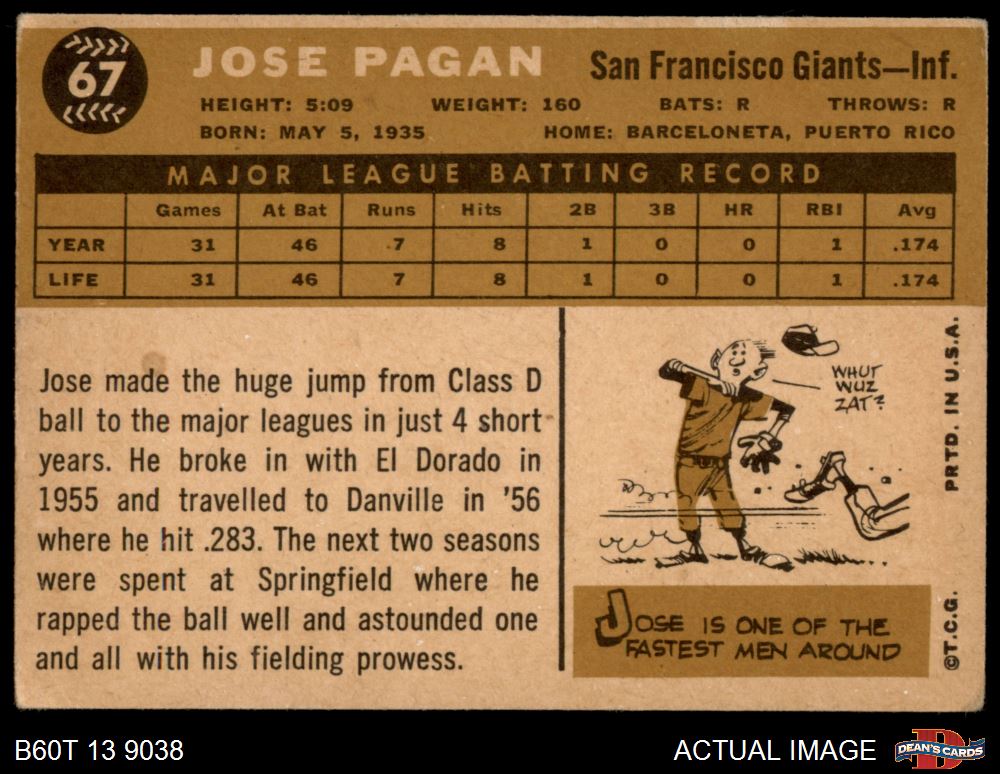 67
JOSE PAGAN
San Francisco Giants—Inf.
HEIGHT: 5:09 WEIGHT: 160 BATS: R THROWS: R
BORN: MAY 5, 1935 HOME: BARCELONETA, PUERTO RICO
MAJOR LEAGUE BATTING RECORD
Games At Bat Runs Hits 2B 3B HR RBI Avg
YEAR 31 46 7 8 1 0 0 1 .174
LIFE 31 46 7 8 1 0 0 1 .174
Jose made the huge jump from Class D
ball to the major leagues in just 4 short
years. He broke in with El Dorado in
1955 and travelled to Danville in '56
where he hit .283. The next two seasons
were spent at Springfield where he
rapped the ball well and astounded one
and all with his fielding prowess.
WHUT
WUZ
ZAT?
JOSE IS ONE OF THE
FASTEST MEN AROUND
©T.C.G. PRTD. IN U.S.A.
B60T 13 9038
ACTUAL IMAGE
D
DEAN'S CARDS